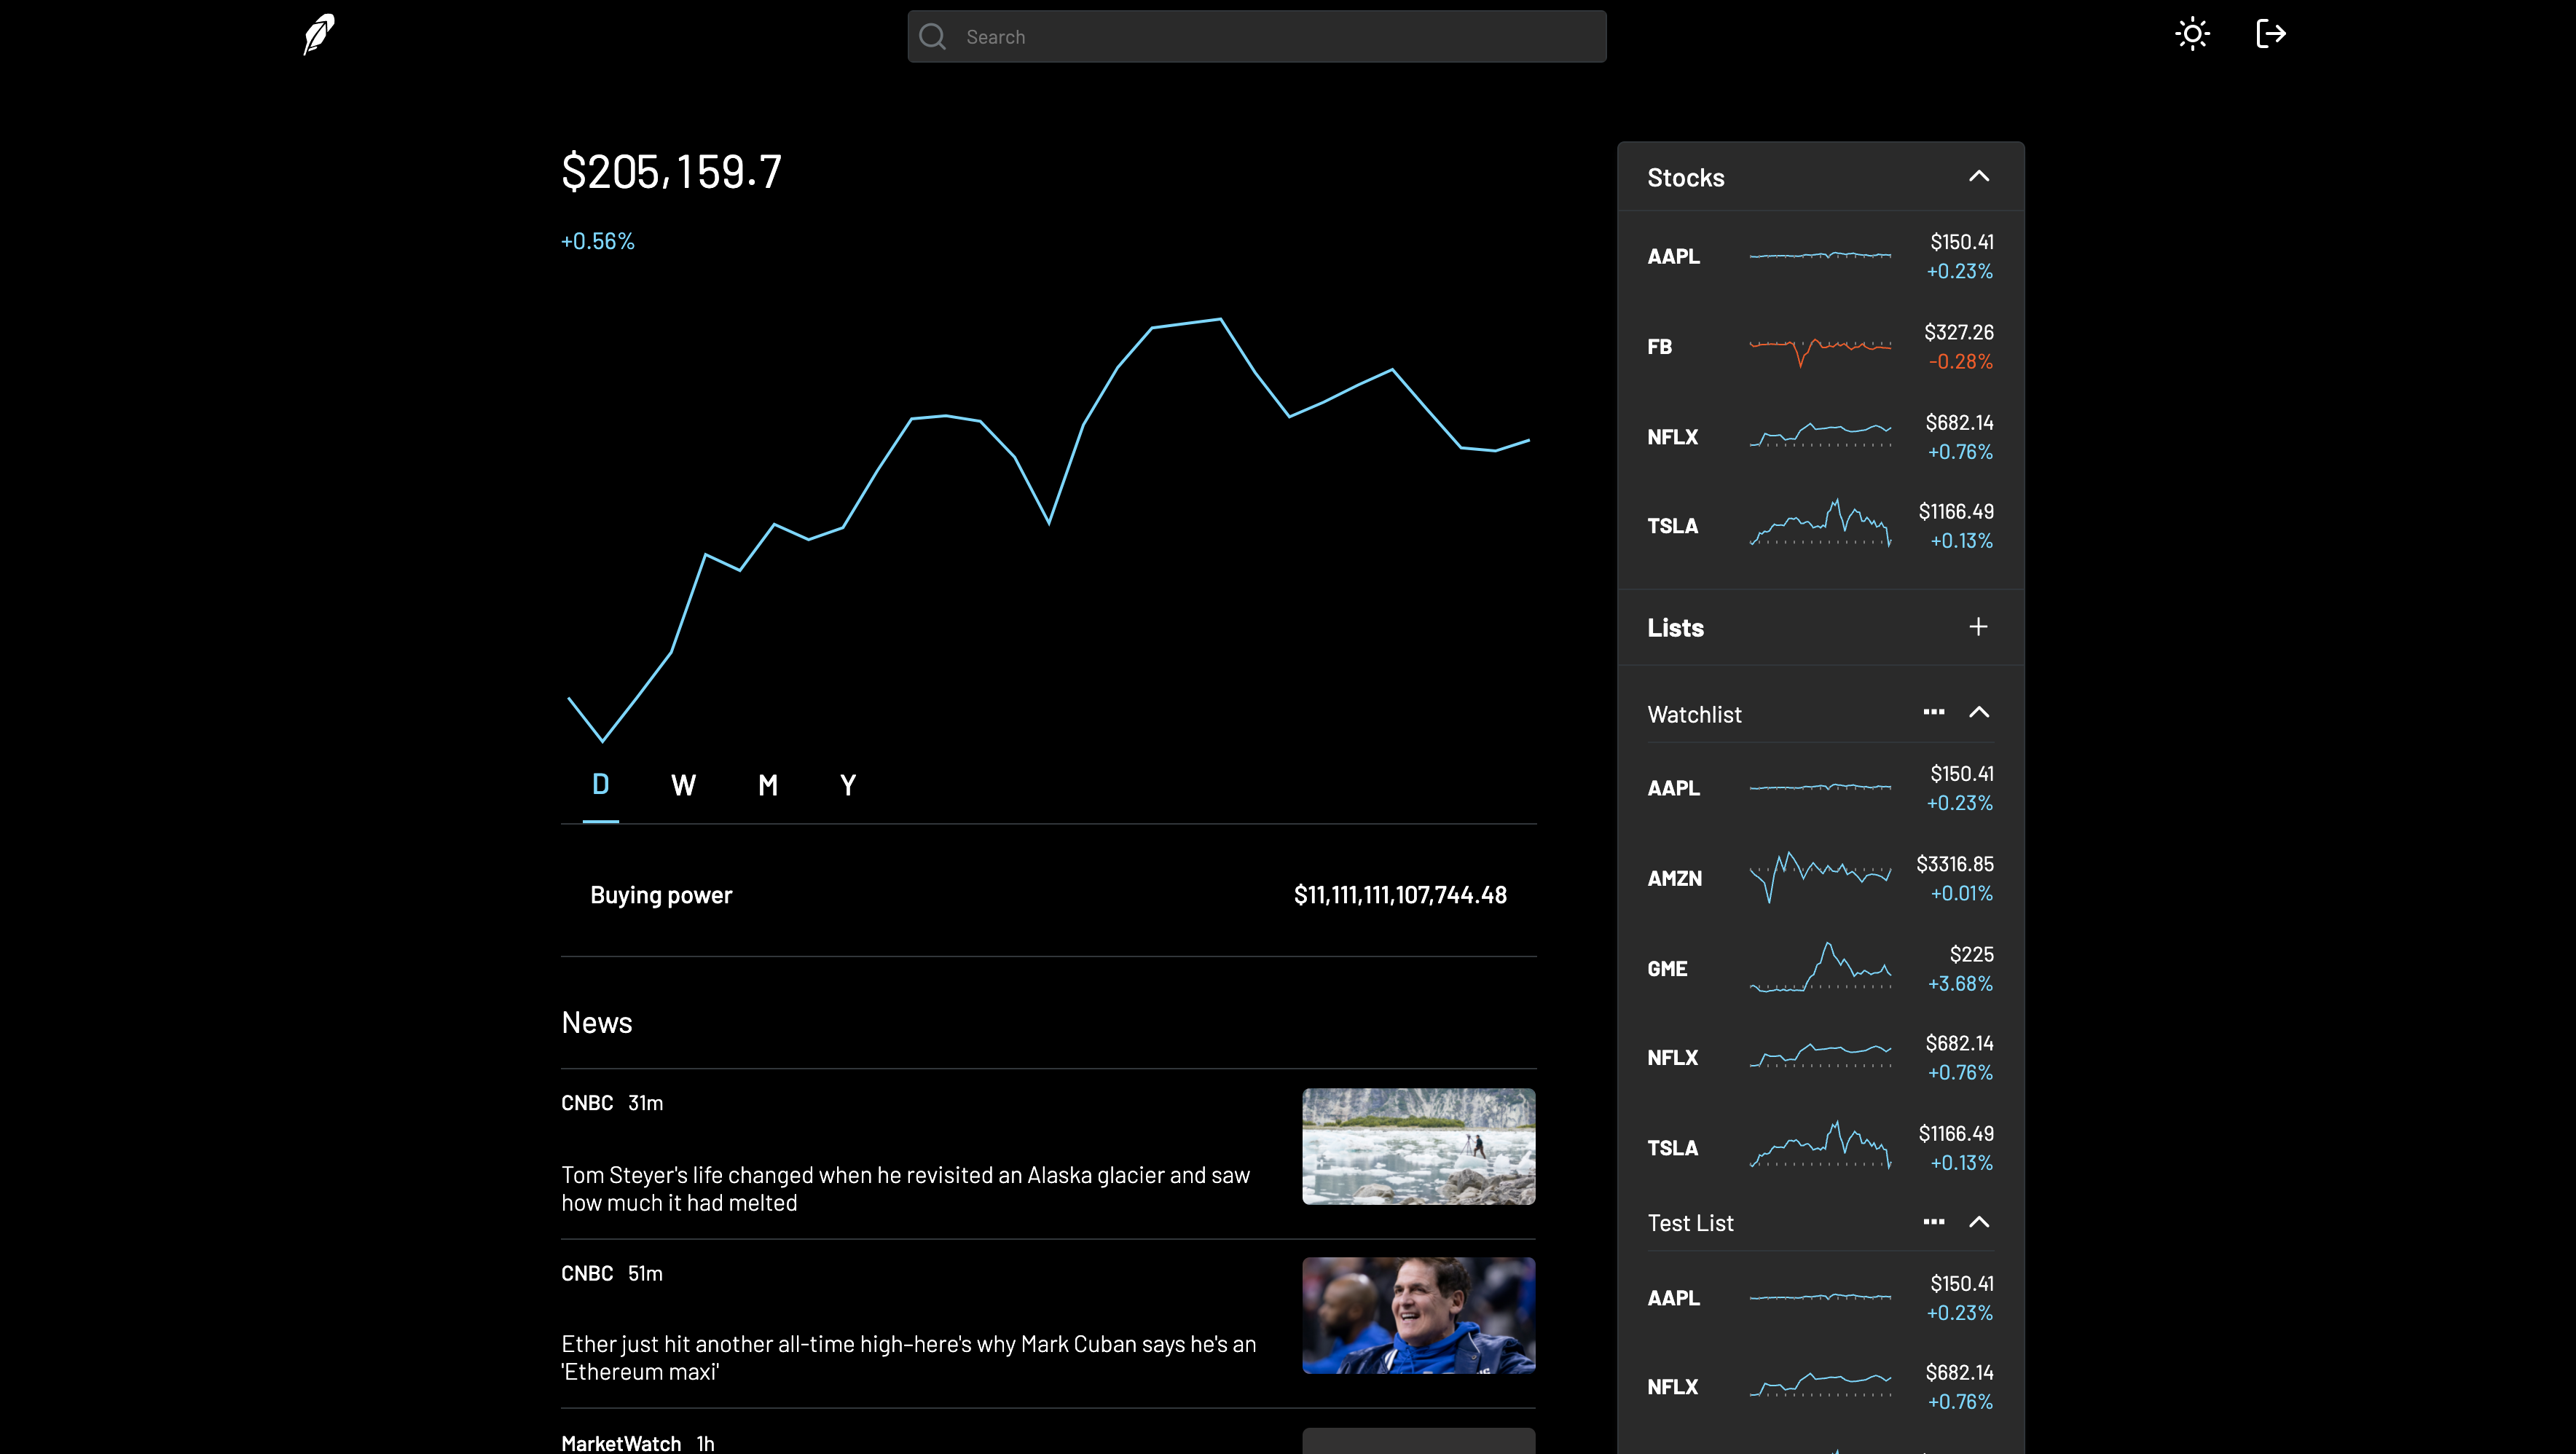 Search
$205,159.7
+0.56%
D W M Y
Buying power $11,111,111,107,744.48
News
CNBC 31m
Tom Steyer's life changed when he revisited an Alaska glacier and saw
how much it had melted
CNBC 51m
Ether just hit another all-time high–here's why Mark Cuban says he's an
'Ethereum maxi'
MarketWatch 1h
Stocks
AAPL $150.41
+0.23%
FB $327.26
-0.28%
NFLX $682.14
+0.76%
TSLA $1166.49
+0.13%
Lists
Watchlist
AAPL $150.41
+0.23%
AMZN $3316.85
+0.01%
GME $225
+3.68%
NFLX $682.14
+0.76%
TSLA $1166.49
+0.13%
Test List
AAPL $150.41
+0.23%
NFLX $682.14
+0.76%